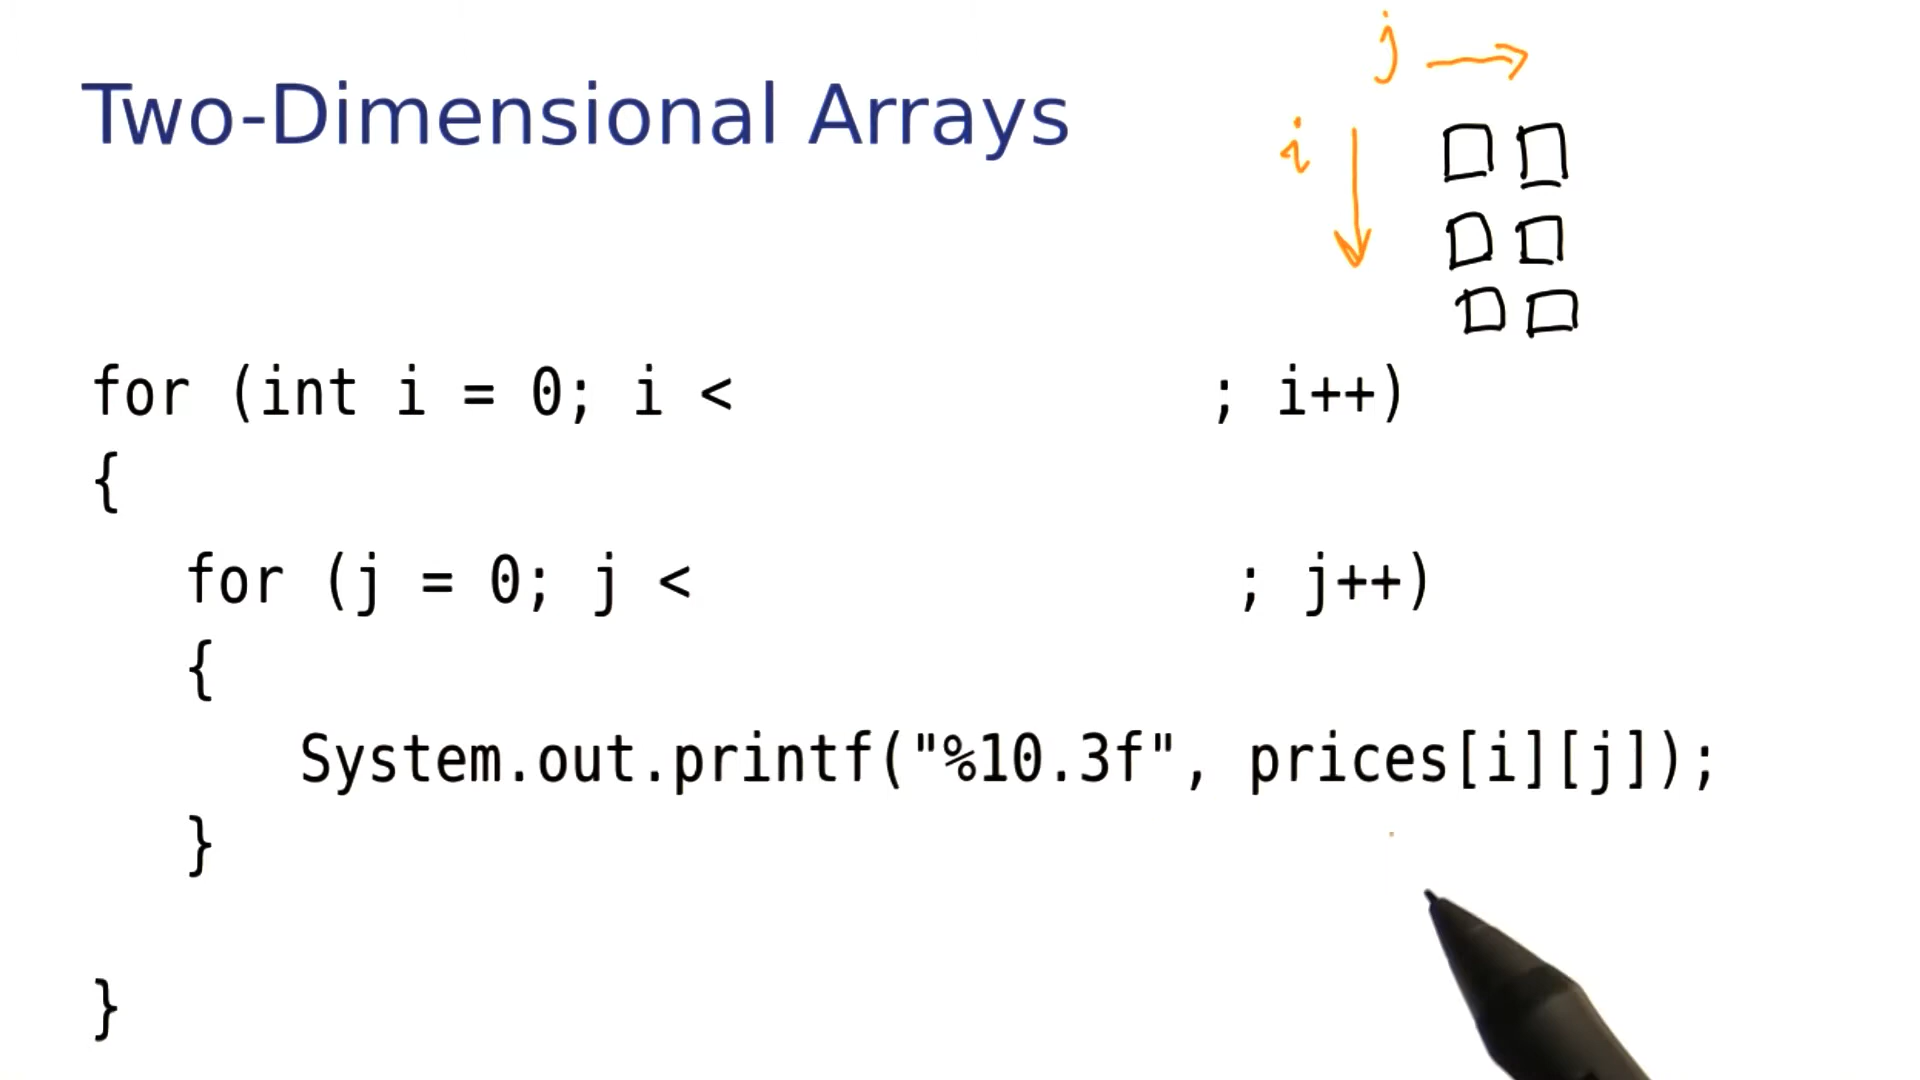 Two-Dimensional Arrays
j
i
for (int i = 0; i < ; i++)
{
for (j = 0; j < ; j++)
{
System.out.printf("%10.3f", prices[i][j]);
}
}